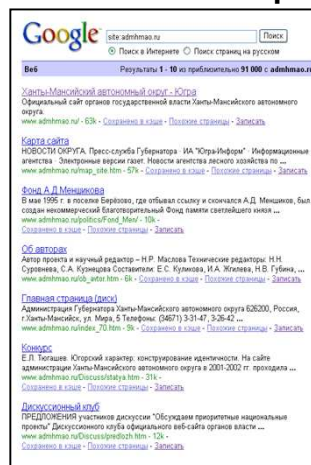 Google
site:admhmao.ru
Поиск
Поиск в Интернете Поиск страниц на русском
Веб Результаты 1 - 10 из приблизительно 91 000 с admhmao.ru
Ханты-Мансийский автономный округ - Югра
Официальный сайт органов государственной власти Ханты-Мансийского автономного
округа.
www.admhmao.ru/ - 63k - Сохранено в кэше - Похожие страницы - Записать
Карта сайта
НОВОСТИ ОКРУГА, Пресс-служба Губернатора · ИА "Югра-Информ" · Информационные
агентства · Электронные версии газет. Новости агентства лесного хозяйства по ...
www.admhmao.ru/map_site.htm - 57k - Сохранено в кэше - Похожие страницы - Записать
Фонд А.Д.Меншикова
В мае 1995 г. в поселке Берёзово, где отбывал ссылку и скончался А.Д. Меншиков, был
создан некоммерческий благотворительный Фонд памяти светлейшего князя ...
www.admhmao.ru/politics/Fond_Men/ - 10k -
Сохранено в кэше - Похожие страницы - Записать
Об авторах
Автор проекта и научный редактор – Н.Р. Маслова Технические редакторы: Н.Н.
Суровнева, С.А. Кузнецова Составители: Е.С. Куликова, И.А. Жгилева, Н.В. Губина, ...
www.admhmao.ru/ob_avtor.htm - 6k - Сохранено в кэше - Похожие страницы - Записать
Главная страница (диск)
Администрация Губернатора Ханты-Мансийского автономного округа 626200, Россия,
г.Ханты-Мансийск, ул. Мира, 5 Телефоны: (34671) 3-31-47, 3-26-42 ...
www.admhmao.ru/index_70.htm - 9k - Сохранено в кэше - Похожие страницы - Записать
Конкурс
Е.Л. Тюгашев. Югорский характер: конструирование идентичности. На сайте
администрации Ханты-Мансийского автономного округа в 2001-2002 гг. проходила ...
www.admhmao.ru/Discuss/statya.htm - 31k -
Сохранено в кэше - Похожие страницы - Записать
Дискуссионный клуб
ПРЕДЛОЖЕНИЯ участников дискуссии "Обсуждаем приоритетные национальные
проекты" Дискуссионного клуба официального веб-сайта органов власти ...
www.admhmao.ru/Discuss/predlozh.htm - 12k -
Сохранено в кэше - Похожие страницы - Записать